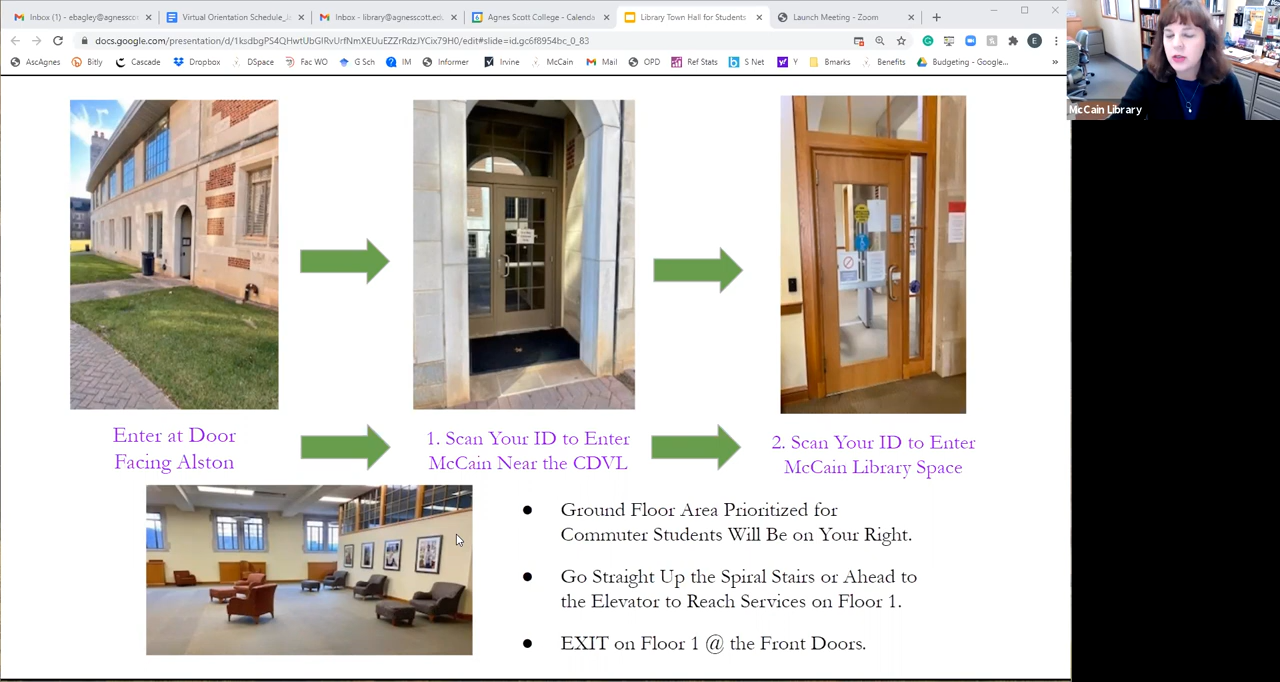 Inbox (1) - ebagley@agnessco
Virtual Orientation Schedule_Ja
Inbox - library@agnesscott.edu
Agnes Scott College - Calenda
Library Town Hall for Students
Launch Meeting - Zoom
docs.google.com/presentation/d/
edit#slide=id.gc6f8954bc_0_83
E
AscAgnes
Bitly
Cascade
Dropbox
DSpace
Fac WO
G Sch
IM
Informer
Irvine
McCain
Mail
OPD
Ref Stats
S Net
Y
Bmarks
Benefits
Budgeting - Google...
McCain Library
Enter at Door
Facing Alston
1. Scan Your ID to Enter
McCain Near the CDVL
2. Scan Your ID to Enter
McCain Library Space
● Ground Floor Area Prioritized for
Commuter Students Will Be on Your Right.
● Go Straight Up the Spiral Stairs or Ahead to
the Elevator to Reach Services on Floor 1.
● EXIT on Floor 1 @ the Front Doors.